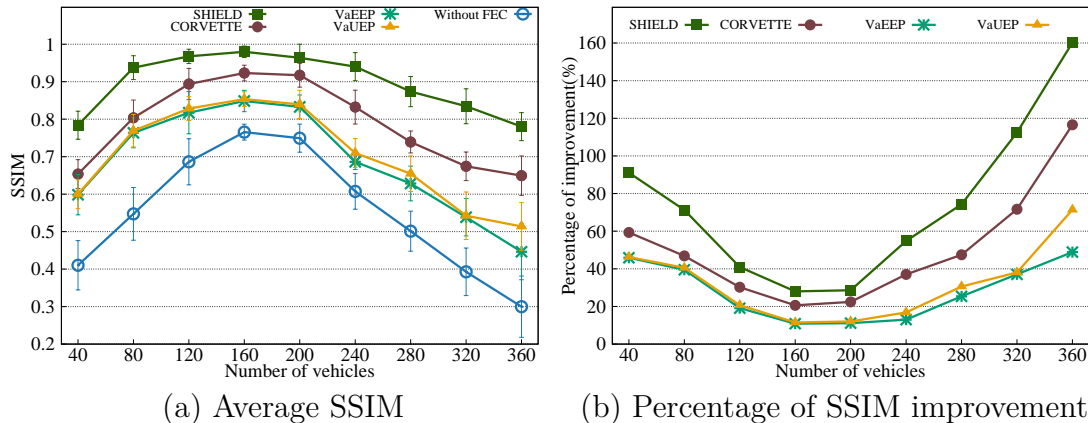 SHIELD
CORVETTE
VaEEP
VaUEP
Without FEC
SSIM
1
0.9
0.8
0.7
0.6
0.5
0.4
0.3
0.2
40 80 120 160 200 240 280 320 360
Number of vehicles
(a) Average SSIM
SHIELD CORVETTE VaEEP VaUEP
Percentage of improvement(%)
160
140
120
100
80
60
40
20
0
40 80 120 160 200 240 280 320 360
Number of vehicles
(b) Percentage of SSIM improvement